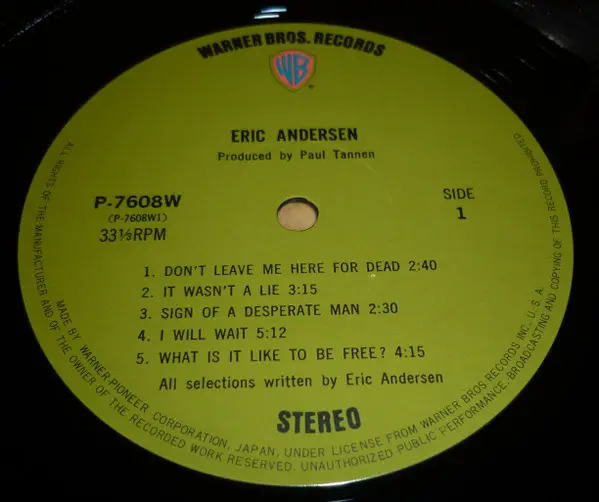 WARNER BROS. RECORDS
WB
®
ERIC ANDERSEN
Produced by Paul Tannen
P-7608W
(P-7608W1)
33⅓RPM
SIDE
1
1. DON'T LEAVE ME HERE FOR DEAD 2:40
2. IT WASN'T A LIE 3:15
3. SIGN OF A DESPERATE MAN 2:30
4. I WILL WAIT 5:12
5. WHAT IS IT LIKE TO BE FREE? 4:15
All selections written by Eric Andersen
STEREO
MADE BY WARNER-PIONEER CORPORATION, JAPAN, UNDER LICENSE FROM WARNER BROS RECORDS INC., U.S.A.
ALL RIGHTS OF THE MANUFACTURER AND OF THE OWNER OF THE RECORDED WORK RESERVED. UNAUTHORIZED PUBLIC PERFORMANCE, BROADCASTING AND COPYING OF THIS RECORD PROHIBITED